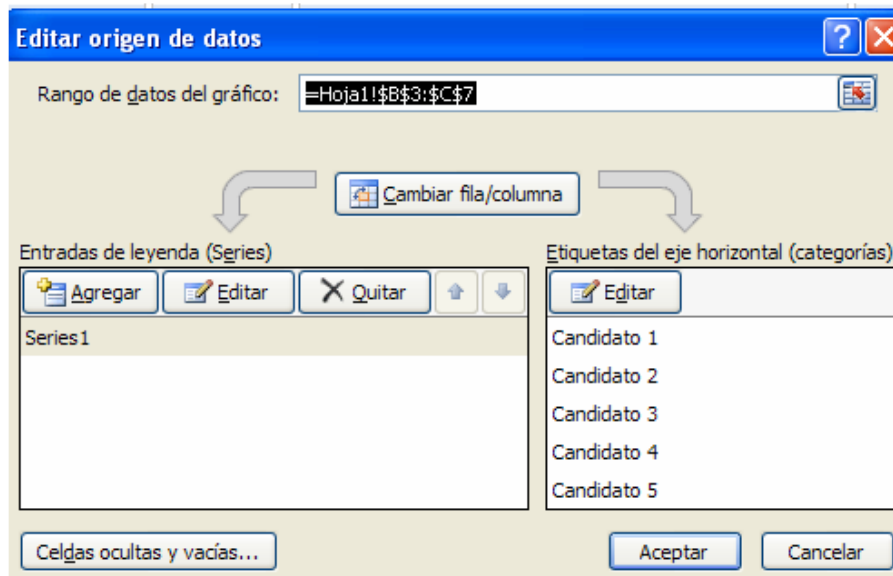 Editar origen de datos
Rango de datos del gráfico: =Hoja1!$B$3:$C$7
Cambiar fila/columna
Entradas de leyenda (Series)
Agregar Editar Quitar
Series1
Etiquetas del eje horizontal (categorías)
Editar
Candidato 1
Candidato 2
Candidato 3
Candidato 4
Candidato 5
Celdas ocultas y vacías... Aceptar Cancelar